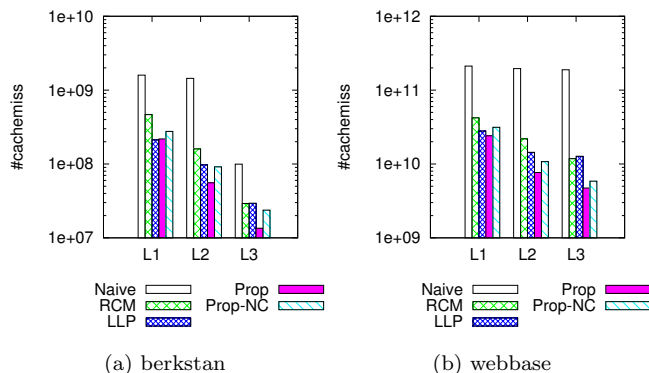 #cachemiss
1e+10
1e+09
1e+08
1e+07
L1 L2 L3
Naive
RCM
LLP
Prop
Prop-NC
(a) berkstan
#cachemiss
1e+12
1e+11
1e+10
1e+09
L1 L2 L3
Naive
RCM
LLP
Prop
Prop-NC
(b) webbase